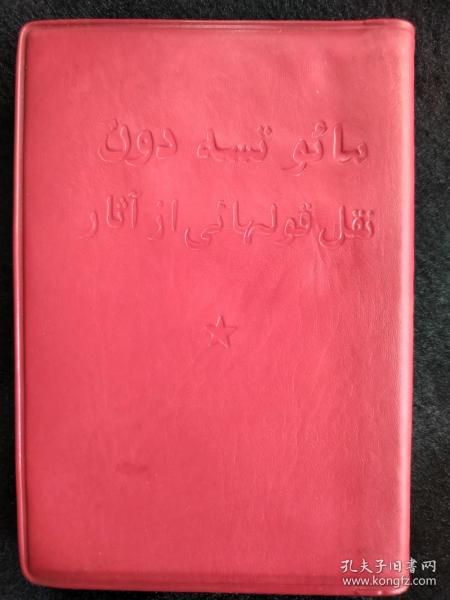 مائو تسه دون
نقل قولهائی از آثار
孔夫子旧书网
www.kongfz.com